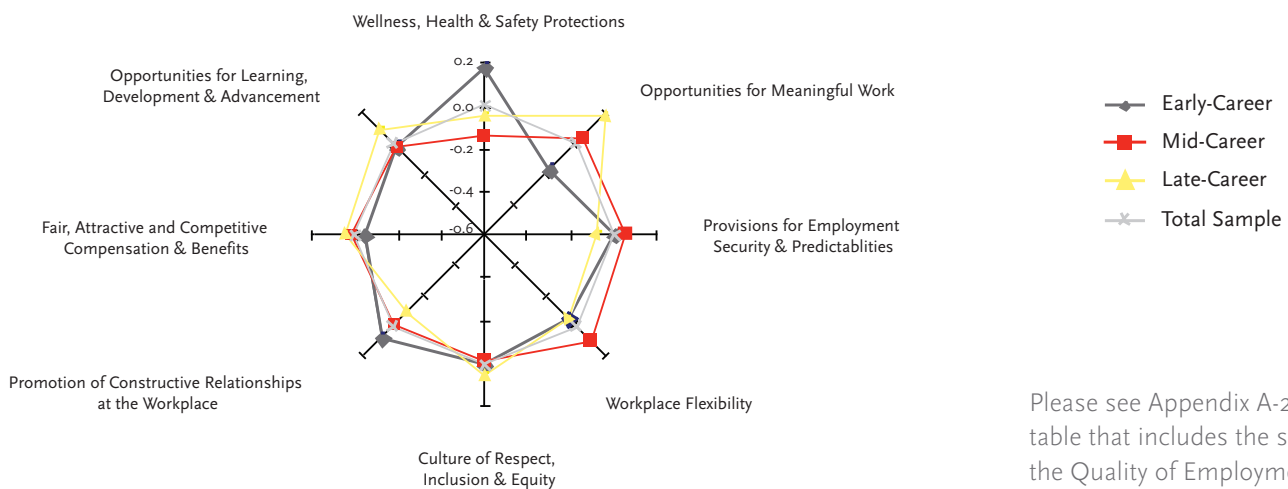 Wellness, Health & Safety Protections
Opportunities for Learning,
Development & Advancement
Opportunities for Meaningful Work
0.2
0.0
-0.2
-0.4
-0.6
Early-Career
Mid-Career
Late-Career
Total Sample
Fair, Attractive and Competitive
Compensation & Benefits
Provisions for Employment
Security & Predictablities
Promotion of Constructive Relationships
at the Workplace
Workplace Flexibility
Culture of Respect,
Inclusion & Equity
Please see Appendix A-2
table that includes the s
the Quality of Employm